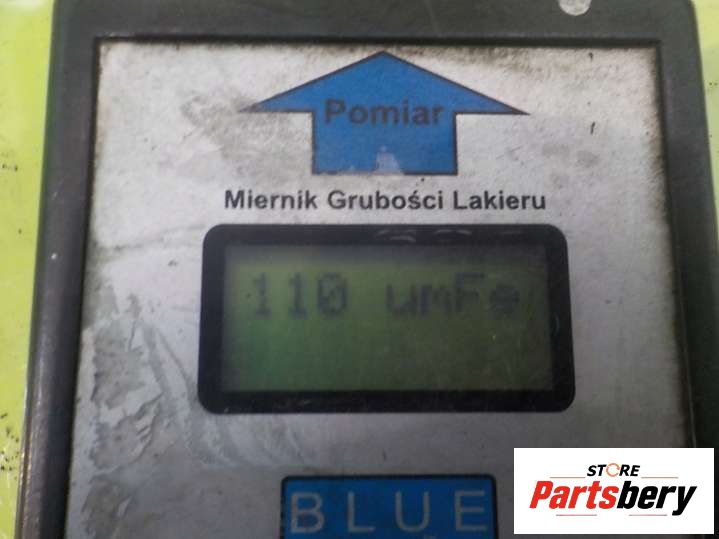 Pomiar
Miernik Grubości Lakieru
110 umFe
BLUE
STORE
Partsbery